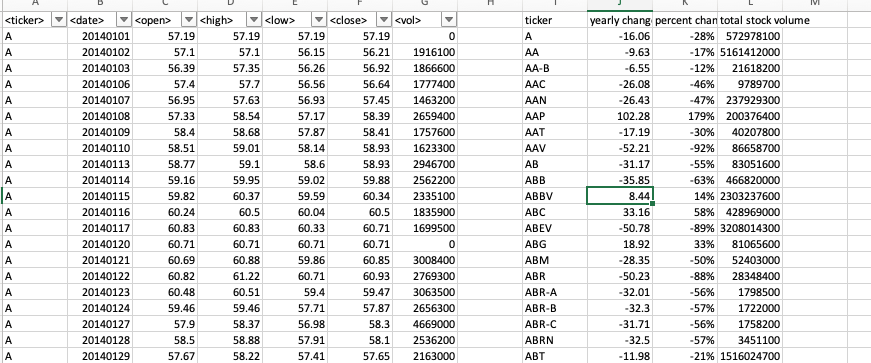 A B C D E F G H I J K L M
<ticker> <date> <open> <high> <low> <close> <vol> ticker yearly chang percent chan total stock volume
A 20140101 57.19 57.19 57.19 57.19 0 A -16.06 -28% 572978100
A 20140102 57.1 57.1 56.15 56.21 1916100 AA -9.63 -17% 5161412000
A 20140103 56.39 57.35 56.26 56.92 1866600 AA-B -6.55 -12% 21618200
A 20140106 57.4 57.7 56.56 56.64 1777400 AAC -26.08 -46% 9789700
A 20140107 56.95 57.63 56.93 57.45 1463200 AAN -26.43 -47% 237929300
A 20140108 57.33 58.54 57.17 58.39 2659400 AAP 102.28 179% 200376400
A 20140109 58.4 58.68 57.87 58.41 1757600 AAT -17.19 -30% 40207800
A 20140110 58.51 59.01 58.14 58.93 1623300 AAV -52.21 -92% 86658700
A 20140113 58.77 59.1 58.6 58.93 2946700 AB -31.17 -55% 83051600
A 20140114 59.16 59.95 59.02 59.88 2562200 ABB -35.85 -63% 466820000
A 20140115 59.82 60.37 59.59 60.34 2335100 ABBV 8.44 14% 2303237600
A 20140116 60.24 60.5 60.04 60.5 1835900 ABC 33.16 58% 428969000
A 20140117 60.83 60.83 60.33 60.71 1699500 ABEV -50.78 -89% 3208014300
A 20140120 60.71 60.71 60.71 60.71 0 ABG 18.92 33% 81065600
A 20140121 60.69 60.88 59.86 60.85 3008400 ABM -28.35 -50% 52403000
A 20140122 60.82 61.22 60.71 60.93 2769300 ABR -50.23 -88% 28348400
A 20140123 60.48 60.51 59.4 59.47 3063500 ABR-A -32.01 -56% 1798500
A 20140124 59.46 59.46 57.71 57.87 2656300 ABR-B -32.3 -57% 1722000
A 20140127 57.9 58.37 56.98 58.3 4669000 ABR-C -31.71 -56% 1758200
A 20140128 58.5 58.88 57.91 58.1 2536200 ABRN -32.5 -57% 3451100
A 20140129 57.67 58.22 57.41 57.65 2163000 ABT -11.98 -21% 1516024700